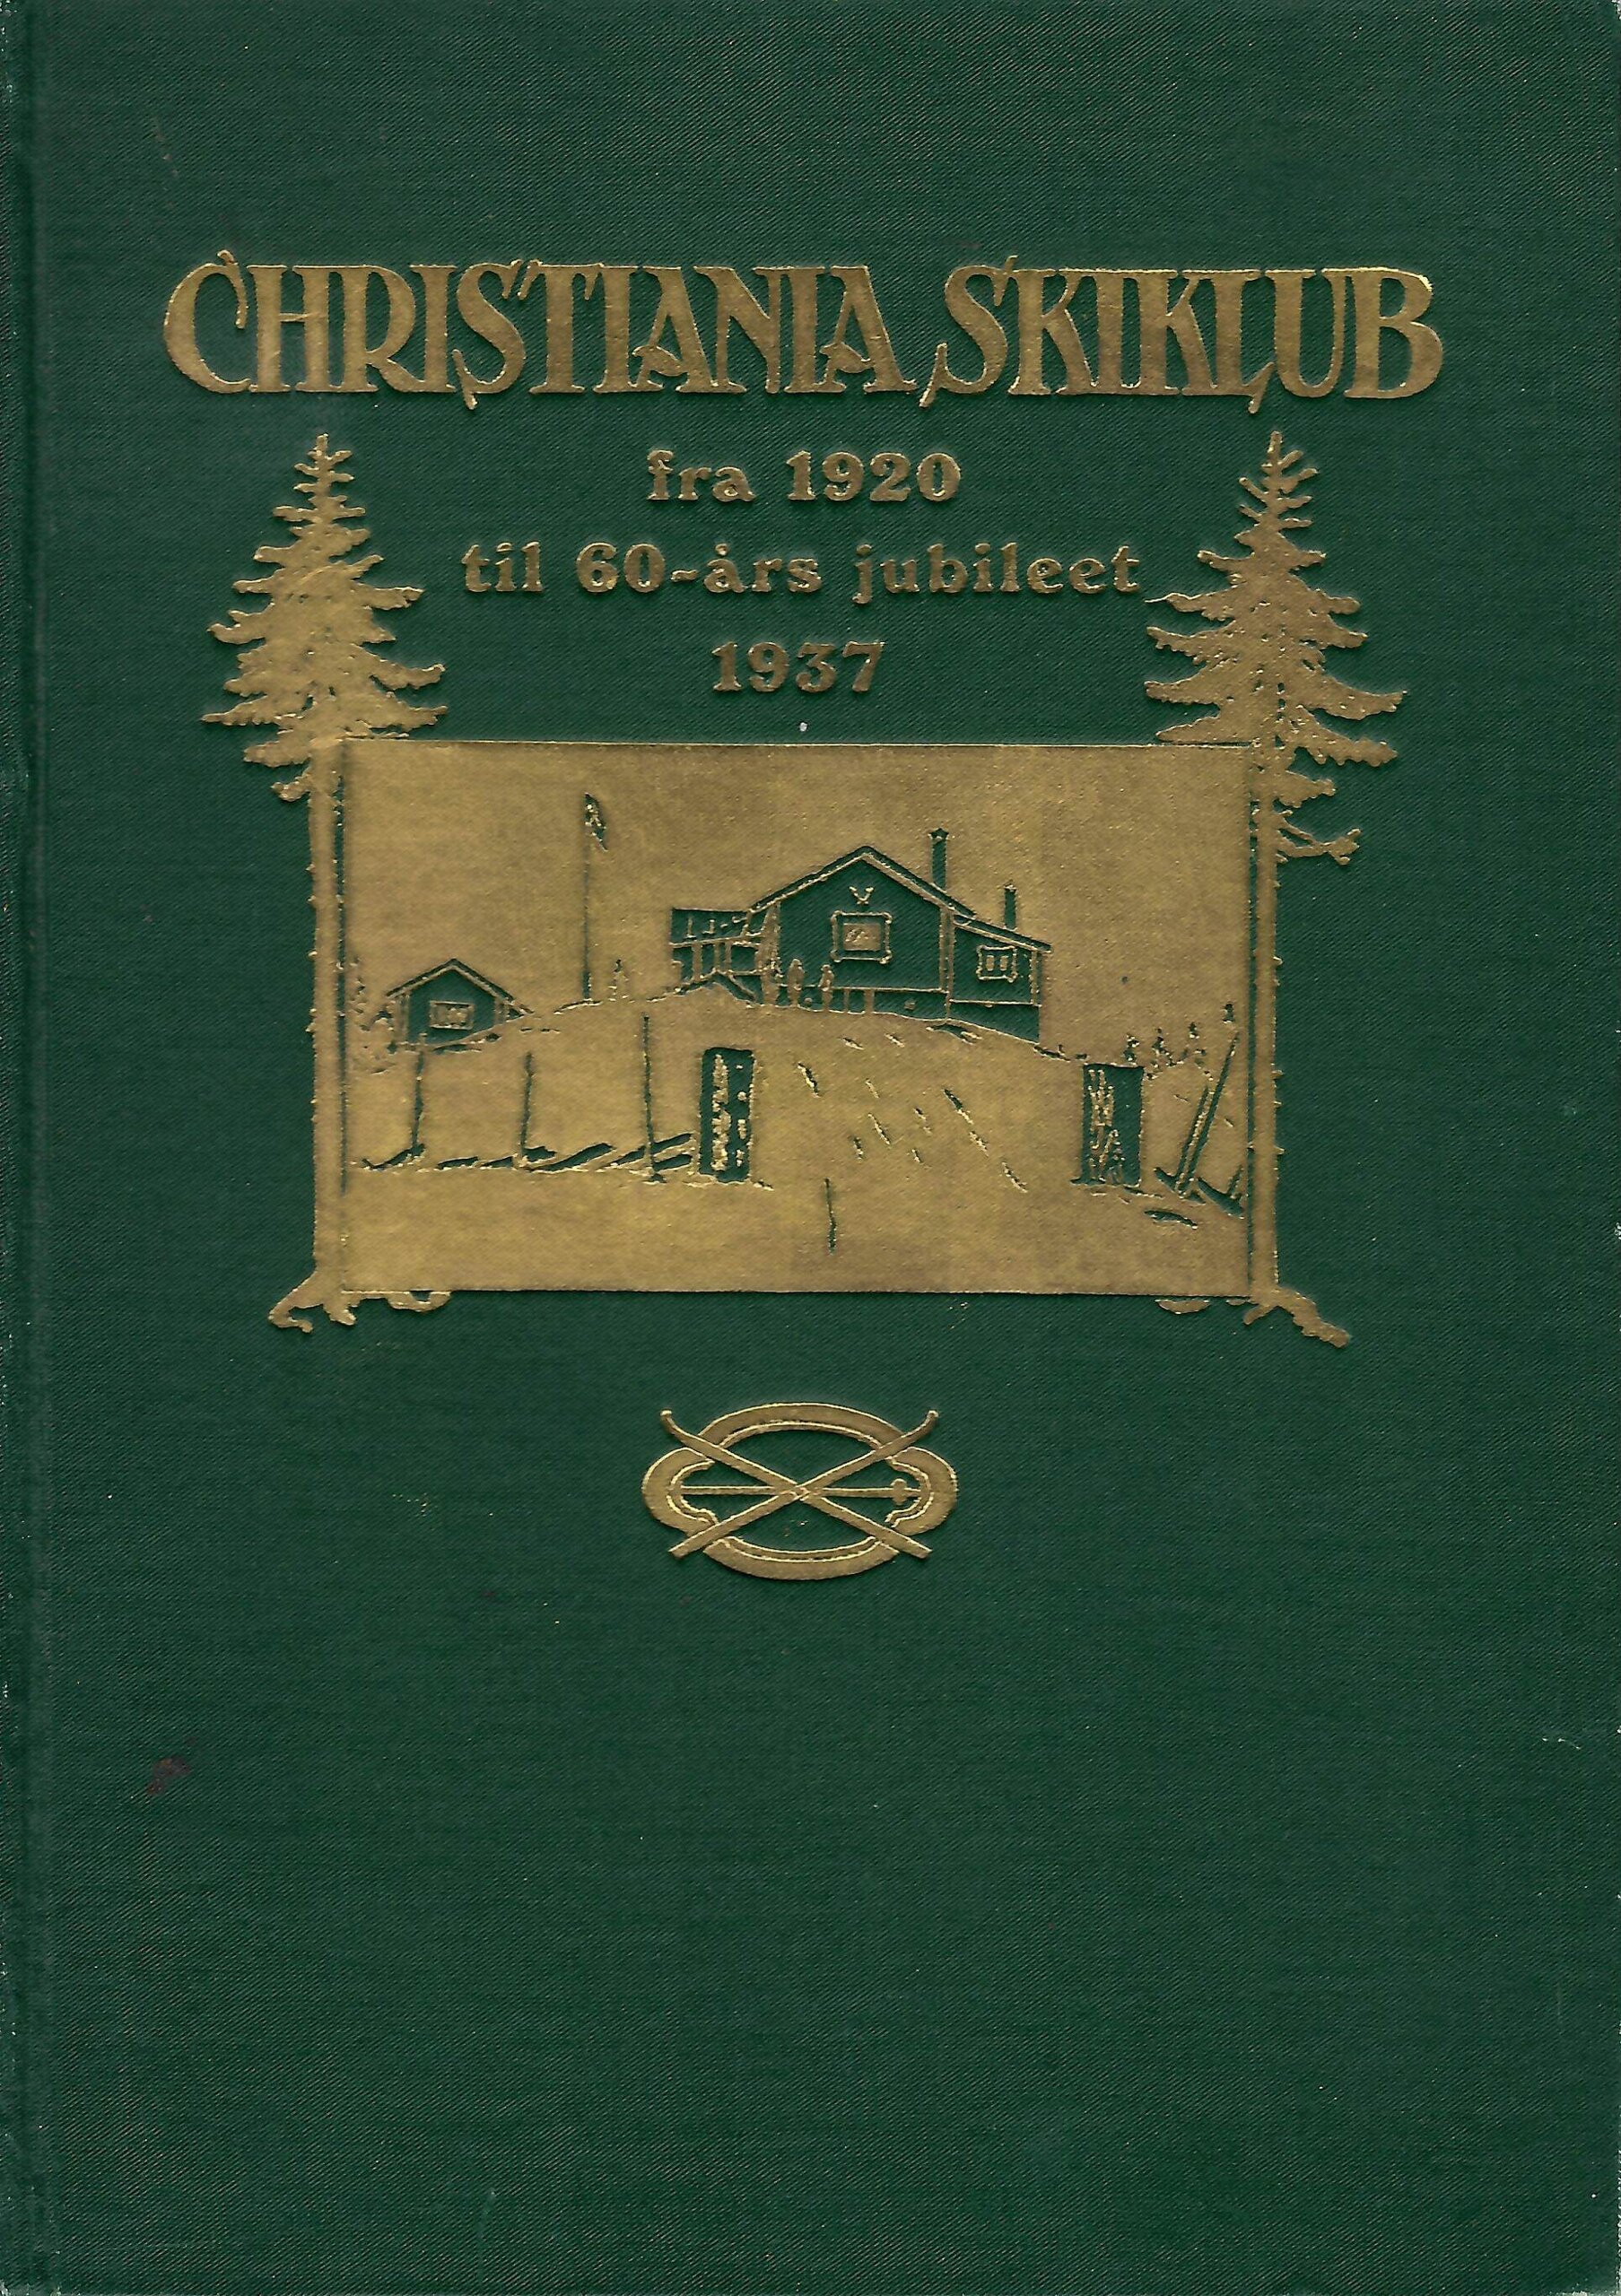 CHRISTIANIA SKIKLUB
fra 1920
til 60-års jubileet
1937